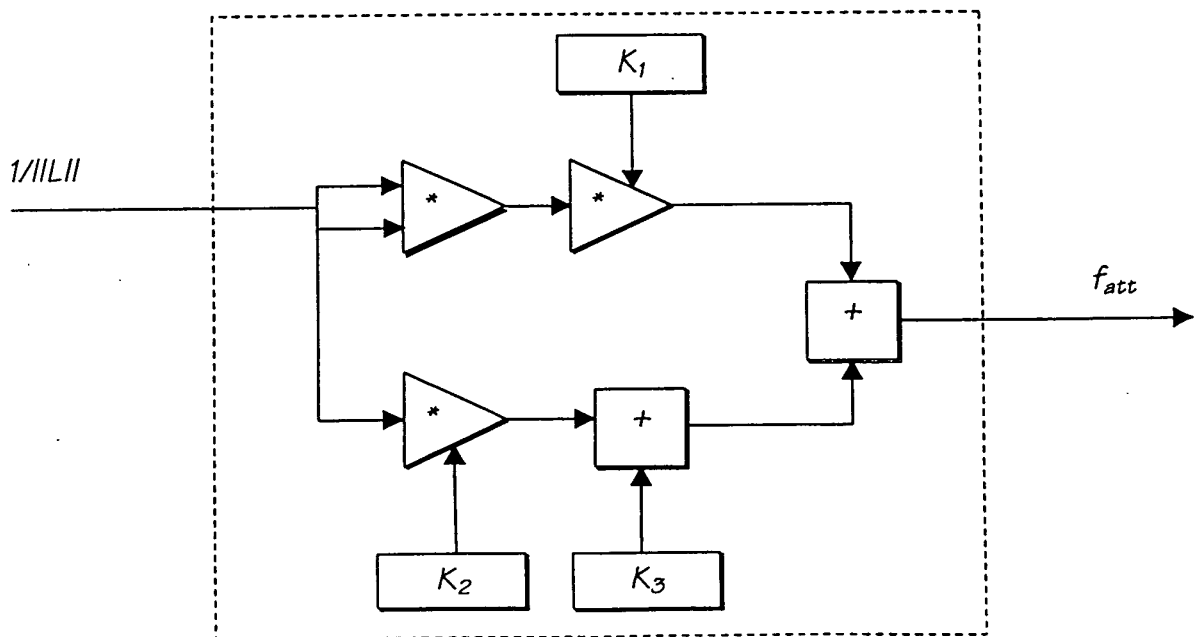 K₁
1/||L||
*
*
+
f_att
*
+
K₂
K₃